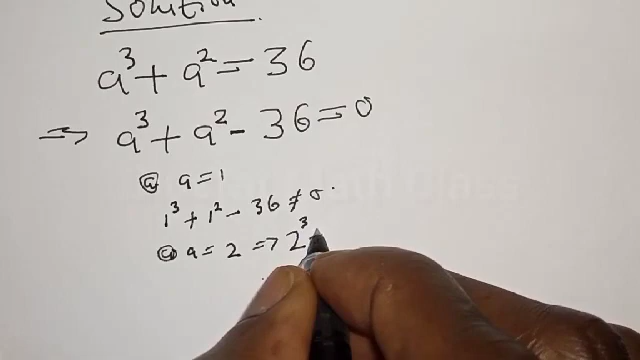 Solution
a³ + a² = 36
⇒ a³ + a² - 36 = 0
@ a = 1
1³ + 1² - 36 ≠ 0.
@ a = 2 => 2³